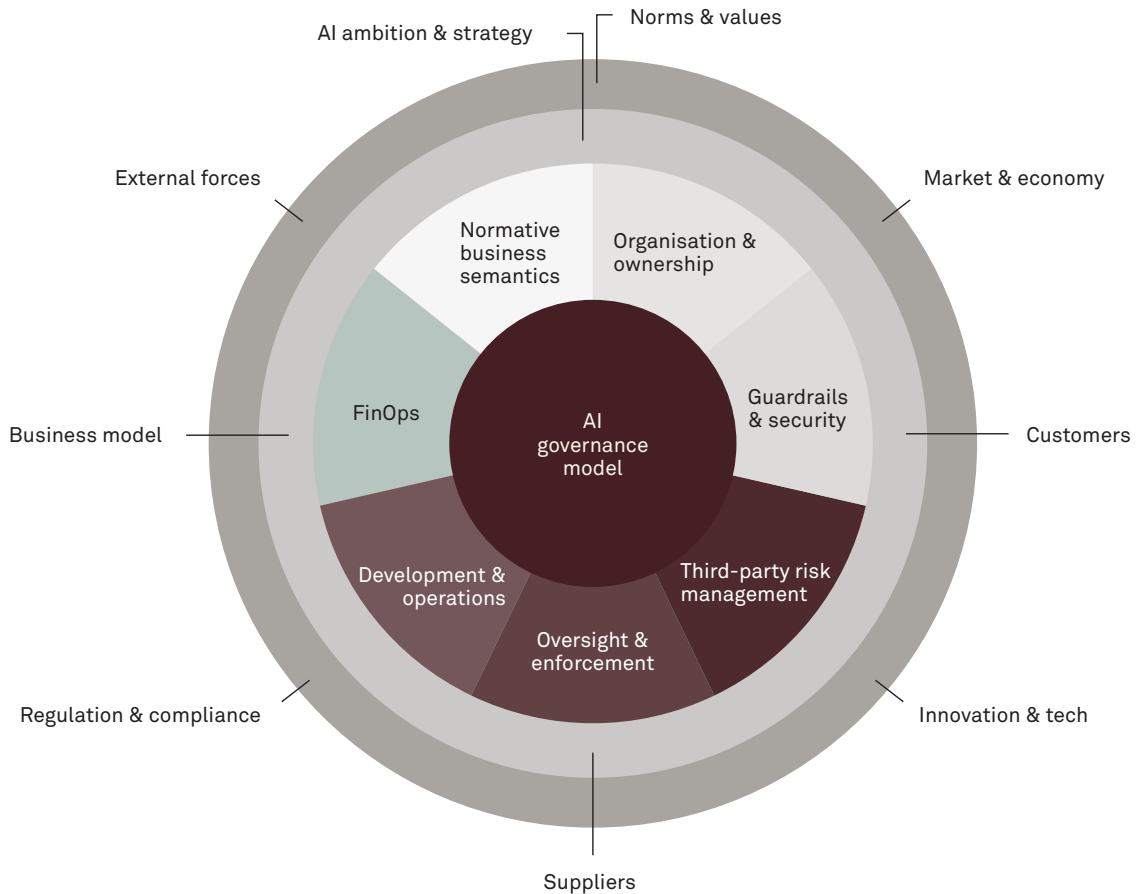 Norms & values
AI ambition & strategy
External forces
Market & economy
Normative
business
semantics
Organisation &
ownership
FinOps
Guardrails
& security
AI
governance
model
Business model
Customers
Development &
operations
Third-party risk
management
Oversight &
enforcement
Regulation & compliance
Innovation & tech
Suppliers